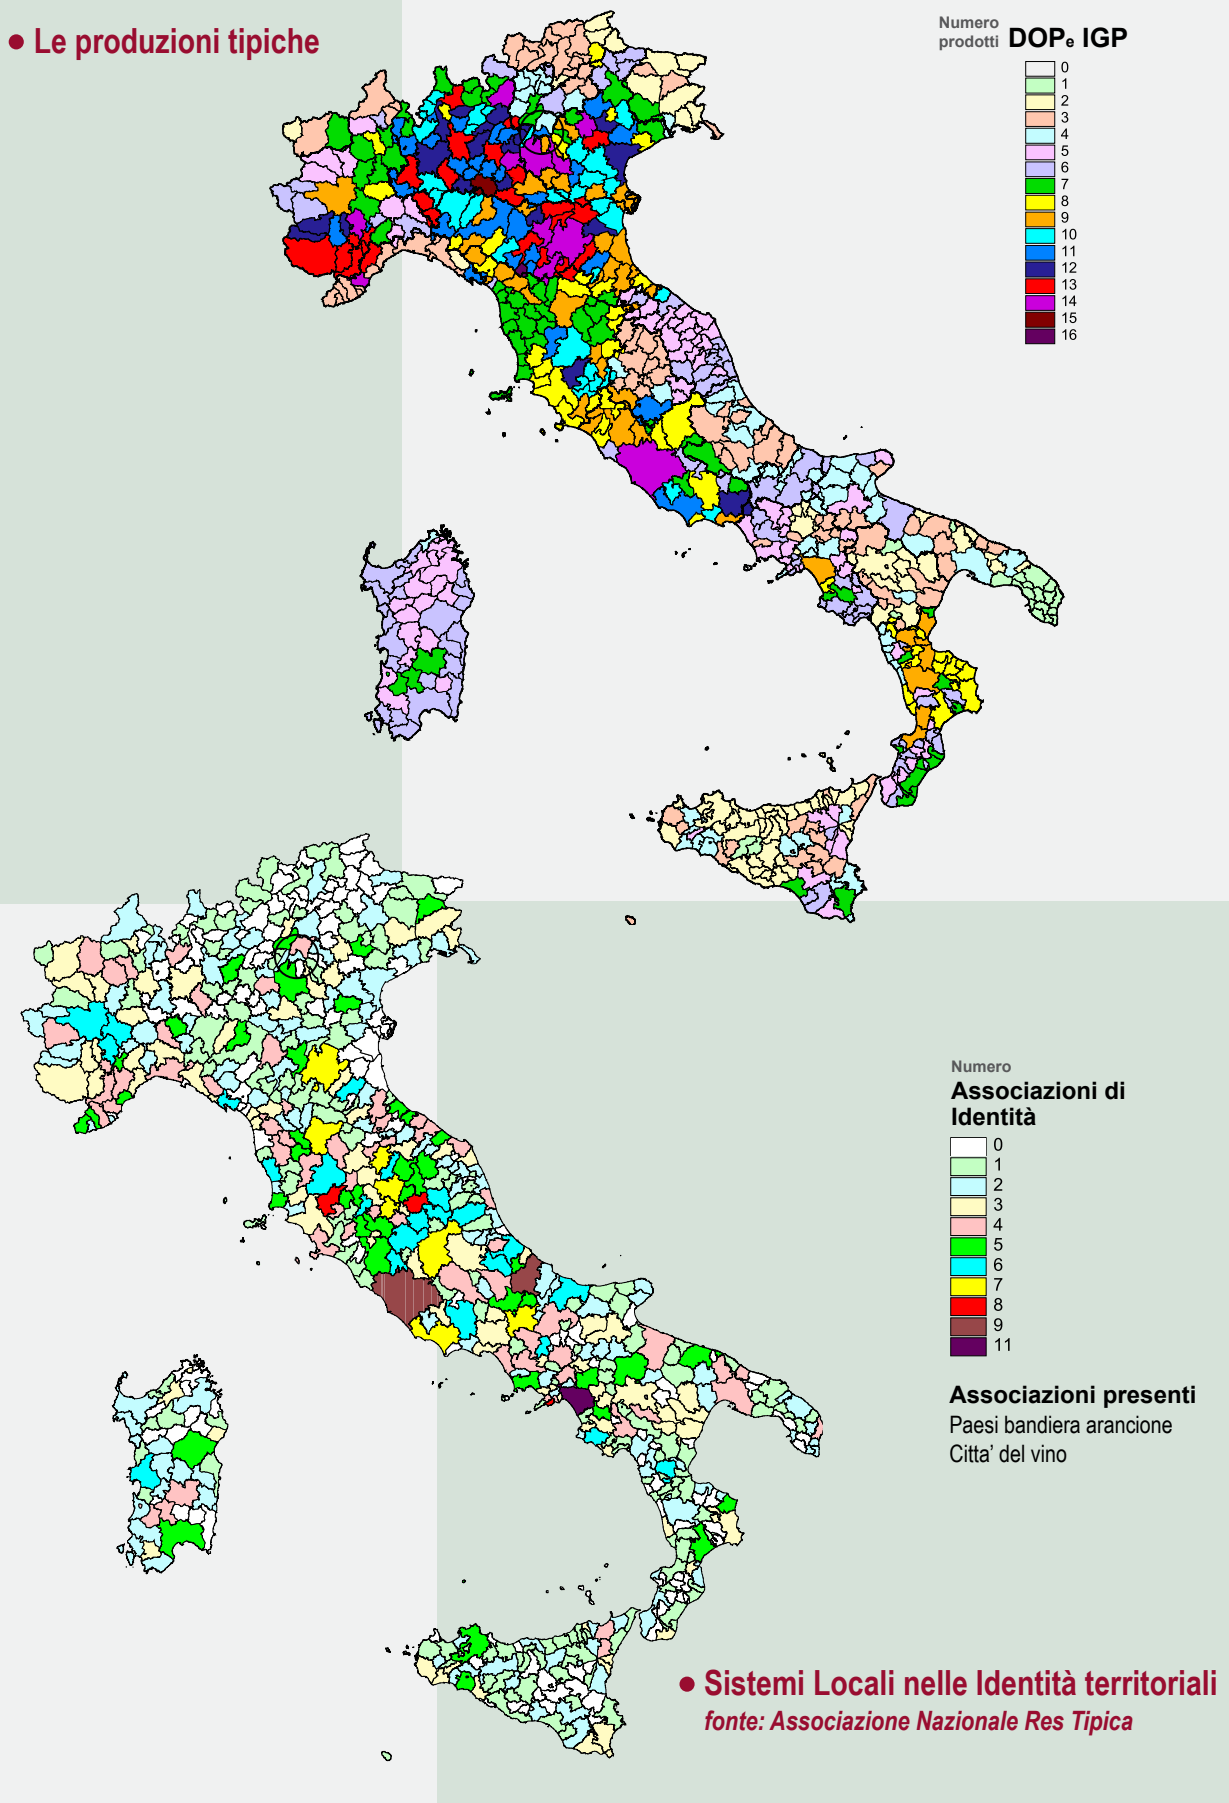 • Le produzioni tipiche
Numero
prodotti DOPe IGP
0
1
2
3
4
5
6
7
8
9
10
11
12
13
14
15
16
Numero
Associazioni di
Identità
0
1
2
3
4
5
6
7
8
9
11
Associazioni presenti
Paesi bandiera arancione
Citta' del vino
• Sistemi Locali nelle Identità territoriali
fonte: Associazione Nazionale Res Tipica